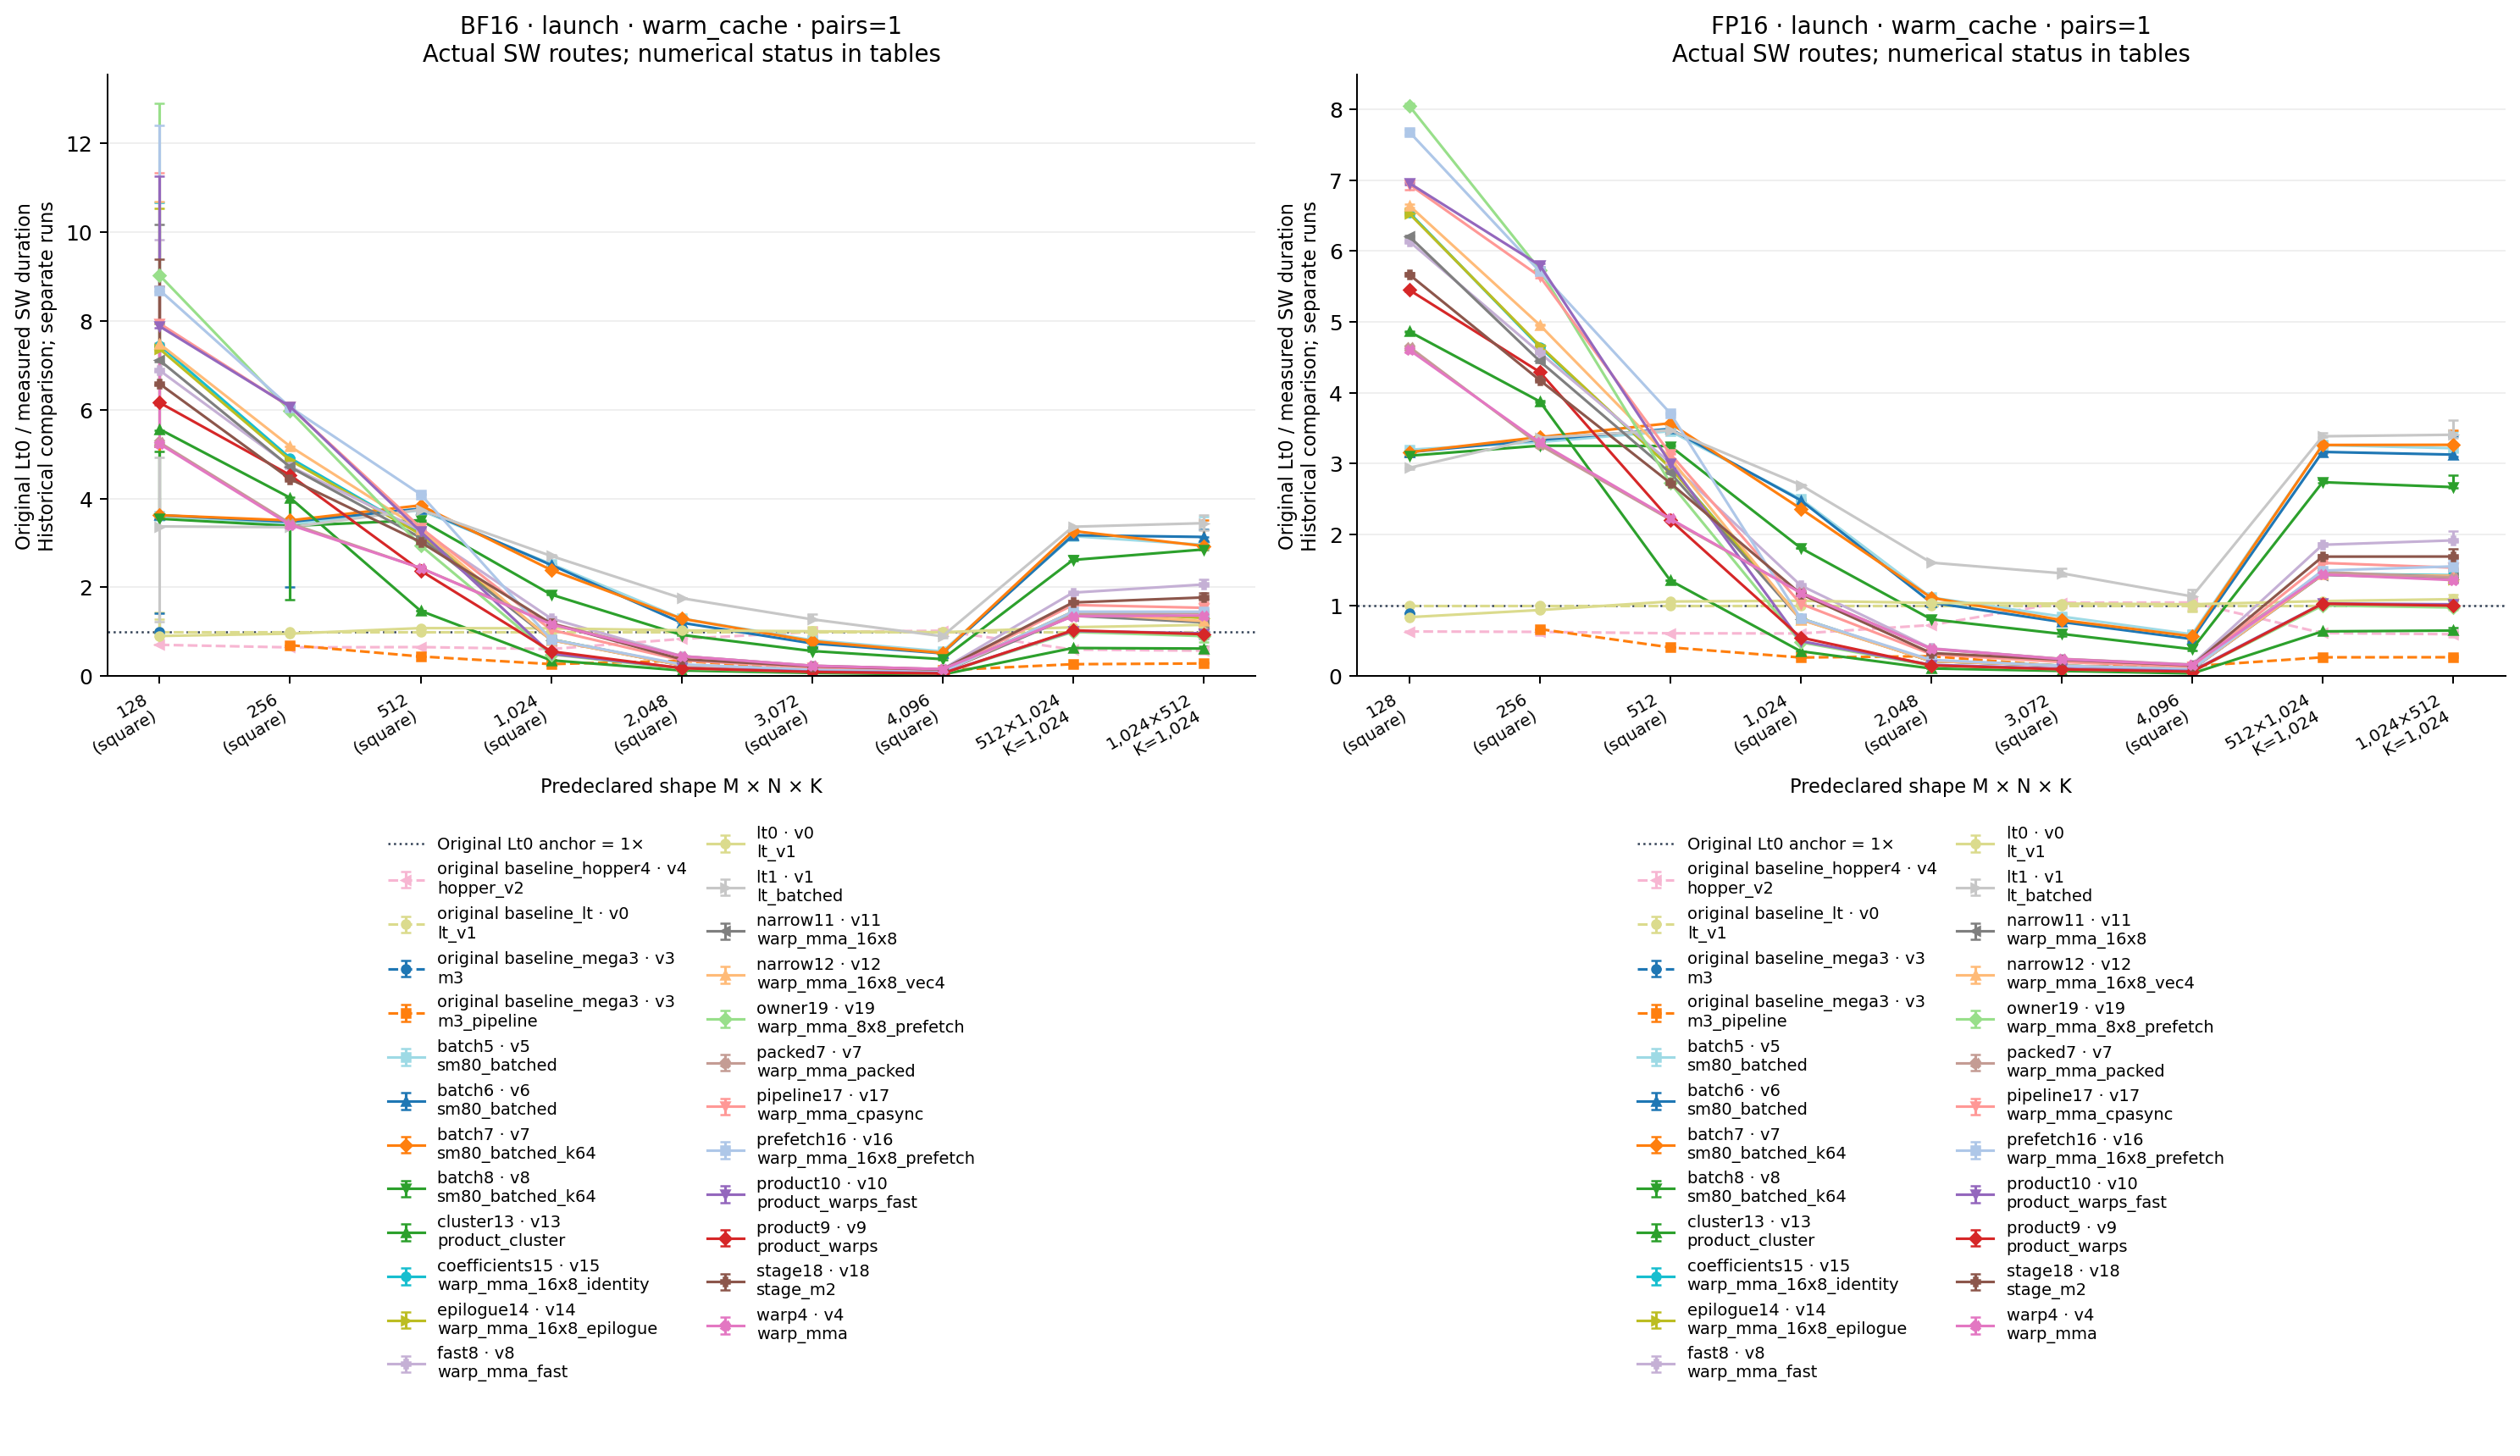 BF16 · launch · warm_cache · pairs=1
Actual SW routes; numerical status in tables
Original Lt0 / measured SW duration
Historical comparison; separate runs
12
10
8
6
4
2
0
128
(square)
256
(square)
512
(square)
1,024
(square)
2,048
(square)
3,072
(square)
4,096
(square)
512×1,024
K=1,024
1,024×512
K=1,024
Predeclared shape M × N × K
Original Lt0 anchor = 1×
original baseline_hopper4 · v4
hopper_v2
original baseline_lt · v0
lt_v1
original baseline_mega3 · v3
m3
original baseline_mega3 · v3
m3_pipeline
batch5 · v5
sm80_batched
batch6 · v6
sm80_batched
batch7 · v7
sm80_batched_k64
batch8 · v8
sm80_batched_k64
cluster13 · v13
product_cluster
coefficients15 · v15
warp_mma_16x8_identity
epilogue14 · v14
warp_mma_16x8_epilogue
fast8 · v8
warp_mma_fast
lt0 · v0
lt_v1
lt1 · v1
lt_batched
narrow11 · v11
warp_mma_16x8
narrow12 · v12
warp_mma_16x8_vec4
owner19 · v19
warp_mma_8x8_prefetch
packed7 · v7
warp_mma_packed
pipeline17 · v17
warp_mma_cpasync
prefetch16 · v16
warp_mma_16x8_prefetch
product10 · v10
product_warps_fast
product9 · v9
product_warps
stage18 · v18
stage_m2
warp4 · v4
warp_mma
FP16 · launch · warm_cache · pairs=1
Actual SW routes; numerical status in tables
Original Lt0 / measured SW duration
Historical comparison; separate runs
8
7
6
5
4
3
2
1
0
128
(square)
256
(square)
512
(square)
1,024
(square)
2,048
(square)
3,072
(square)
4,096
(square)
512×1,024
K=1,024
1,024×512
K=1,024
Predeclared shape M × N × K
Original Lt0 anchor = 1×
original baseline_hopper4 · v4
hopper_v2
original baseline_lt · v0
lt_v1
original baseline_mega3 · v3
m3
original baseline_mega3 · v3
m3_pipeline
batch5 · v5
sm80_batched
batch6 · v6
sm80_batched
batch7 · v7
sm80_batched_k64
batch8 · v8
sm80_batched_k64
cluster13 · v13
product_cluster
coefficients15 · v15
warp_mma_16x8_identity
epilogue14 · v14
warp_mma_16x8_epilogue
fast8 · v8
warp_mma_fast
lt0 · v0
lt_v1
lt1 · v1
lt_batched
narrow11 · v11
warp_mma_16x8
narrow12 · v12
warp_mma_16x8_vec4
owner19 · v19
warp_mma_8x8_prefetch
packed7 · v7
warp_mma_packed
pipeline17 · v17
warp_mma_cpasync
prefetch16 · v16
warp_mma_16x8_prefetch
product10 · v10
product_warps_fast
product9 · v9
product_warps
stage18 · v18
stage_m2
warp4 · v4
warp_mma